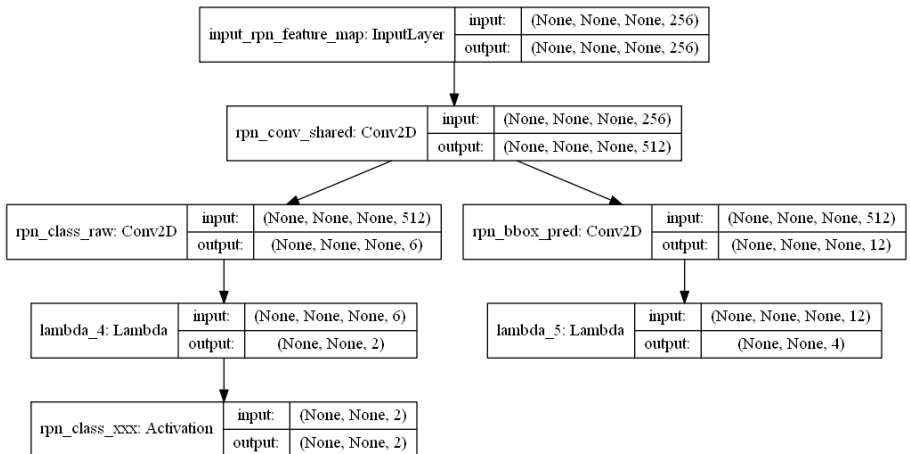 input_rpn_feature_map: InputLayer
input: (None, None, None, 256)
output: (None, None, None, 256)
rpn_conv_shared: Conv2D
input: (None, None, None, 256)
output: (None, None, None, 512)
rpn_class_raw: Conv2D
input: (None, None, None, 512)
output: (None, None, None, 6)
rpn_bbox_pred: Conv2D
input: (None, None, None, 512)
output: (None, None, None, 12)
lambda_4: Lambda
input: (None, None, None, 6)
output: (None, None, 2)
lambda_5: Lambda
input: (None, None, None, 12)
output: (None, None, 4)
rpn_class_xxx: Activation
input: (None, None, 2)
output: (None, None, 2)